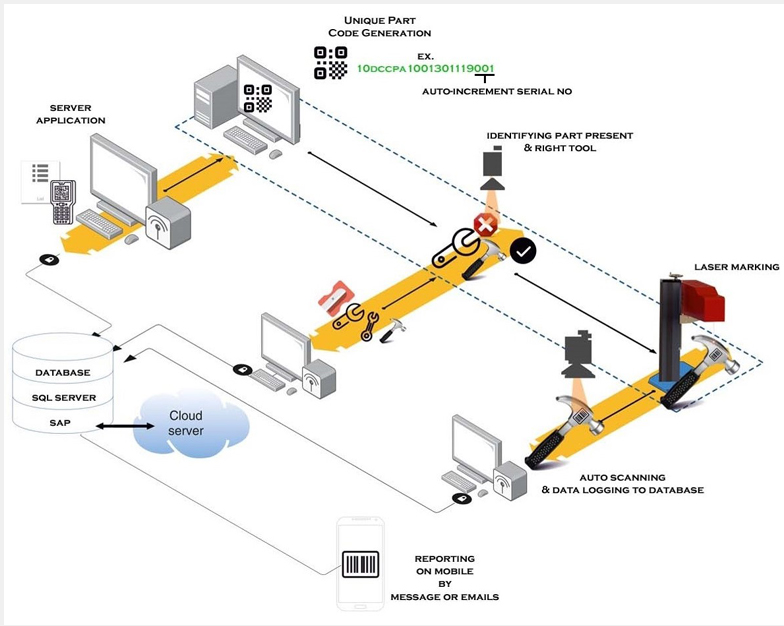 UNIQUE PART
CODE GENERATION
EX.
10DCCPA1001301119001
AUTO-INCREMENT SERIAL NO
SERVER
APPLICATION
IDENTIFYING PART PRESENT
& RIGHT TOOL
LASER MARKING
DATABASE
SQL SERVER
SAP
Cloud
server
AUTO SCANNING
& DATA LOGGING TO DATABASE
REPORTING
ON MOBILE
BY
MESSAGE OR EMAILS